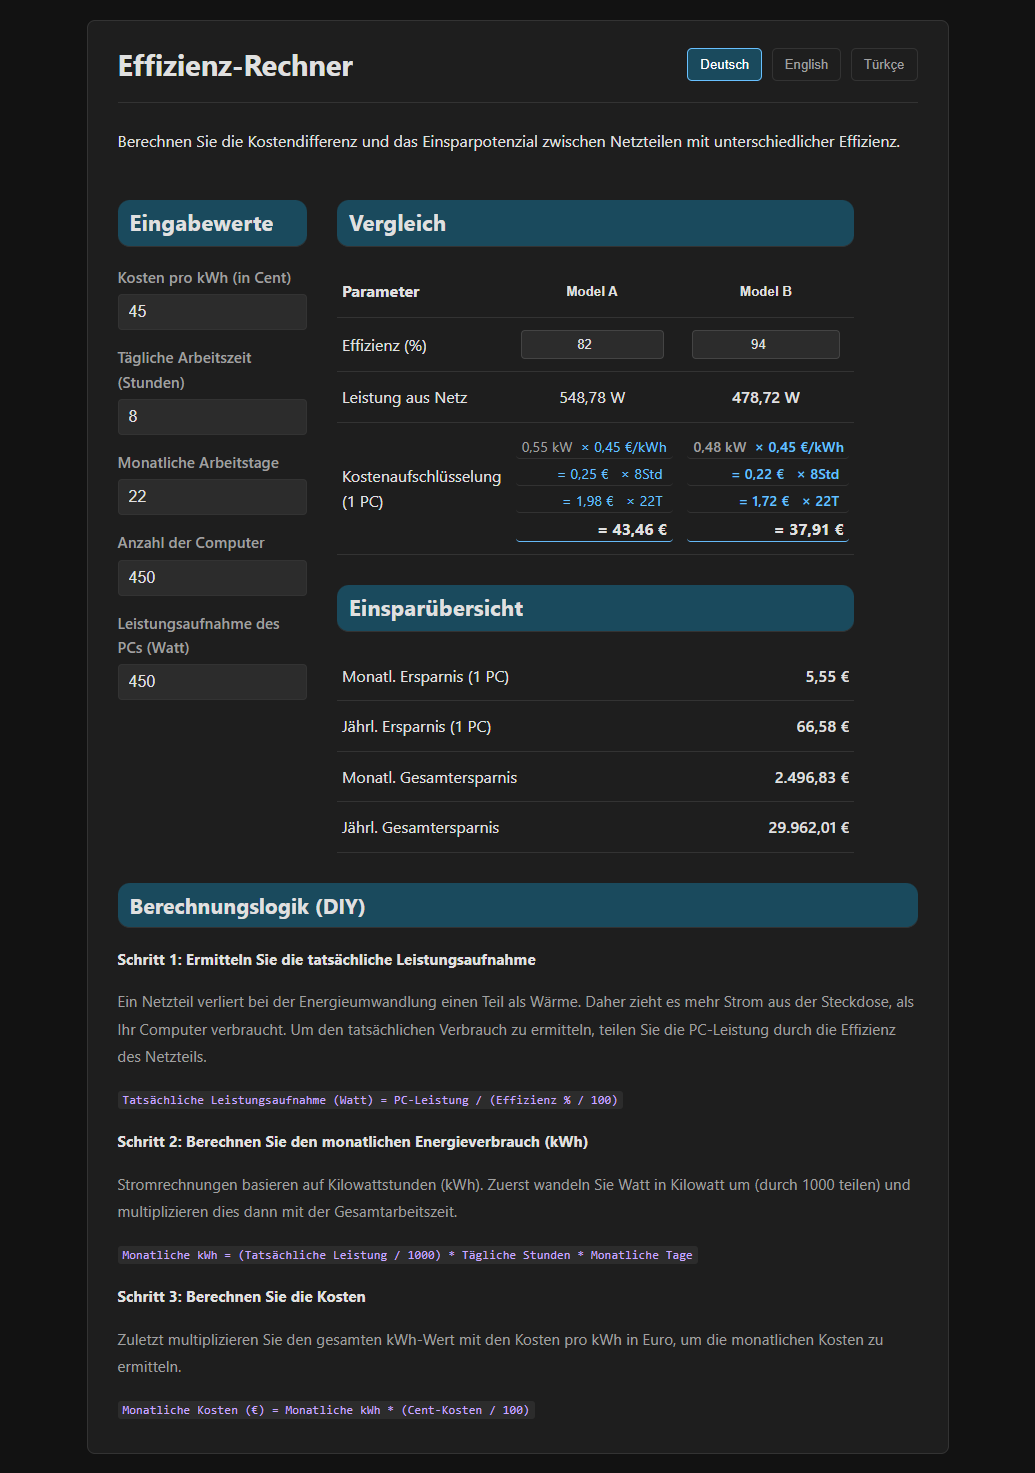 Effizienz-Rechner
Deutsch
English
Türkçe
Berechnen Sie die Kostendifferenz und das Einsparpotenzial zwischen Netzteilen mit unterschiedlicher Effizienz.
Eingabewerte
Kosten pro kWh (in Cent)
45
Tägliche Arbeitszeit
(Stunden)
8
Monatliche Arbeitstage
22
Anzahl der Computer
450
Leistungsaufnahme des
PCs (Watt)
450
Vergleich
Parameter Model A Model B
Effizienz (%) 82 94
Leistung aus Netz 548,78 W 478,72 W
Kostenaufschlüsselung
(1 PC)
0,55 kW × 0,45 €/kWh
= 0,25 € × 8Std
= 1,98 € × 22T
= 43,46 €
0,48 kW × 0,45 €/kWh
= 0,22 € × 8Std
= 1,72 € × 22T
= 37,91 €
Einsparübersicht
Monatl. Ersparnis (1 PC) 5,55 €
Jährl. Ersparnis (1 PC) 66,58 €
Monatl. Gesamtersparnis 2.496,83 €
Jährl. Gesamtersparnis 29.962,01 €
Berechnungslogik (DIY)
Schritt 1: Ermitteln Sie die tatsächliche Leistungsaufnahme
Ein Netzteil verliert bei der Energieumwandlung einen Teil als Wärme. Daher zieht es mehr Strom aus der Steckdose, als
Ihr Computer verbraucht. Um den tatsächlichen Verbrauch zu ermitteln, teilen Sie die PC-Leistung durch die Effizienz
des Netzteils.
Tatsächliche Leistungsaufnahme (Watt) = PC-Leistung / (Effizienz % / 100)
Schritt 2: Berechnen Sie den monatlichen Energieverbrauch (kWh)
Stromrechnungen basieren auf Kilowattstunden (kWh). Zuerst wandeln Sie Watt in Kilowatt um (durch 1000 teilen) und
multiplizieren dies dann mit der Gesamtarbeitszeit.
Monatliche kWh = (Tatsächliche Leistung / 1000) * Tägliche Stunden * Monatliche Tage
Schritt 3: Berechnen Sie die Kosten
Zuletzt multiplizieren Sie den gesamten kWh-Wert mit den Kosten pro kWh in Euro, um die monatlichen Kosten zu
ermitteln.
Monatliche Kosten (€) = Monatliche kWh * (Cent-Kosten / 100)